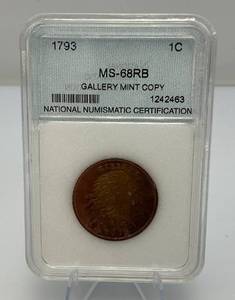 1793 1C
MS-68RB
GALLERY MINT COPY
1242463
NATIONAL NUMISMATIC CERTIFICATION